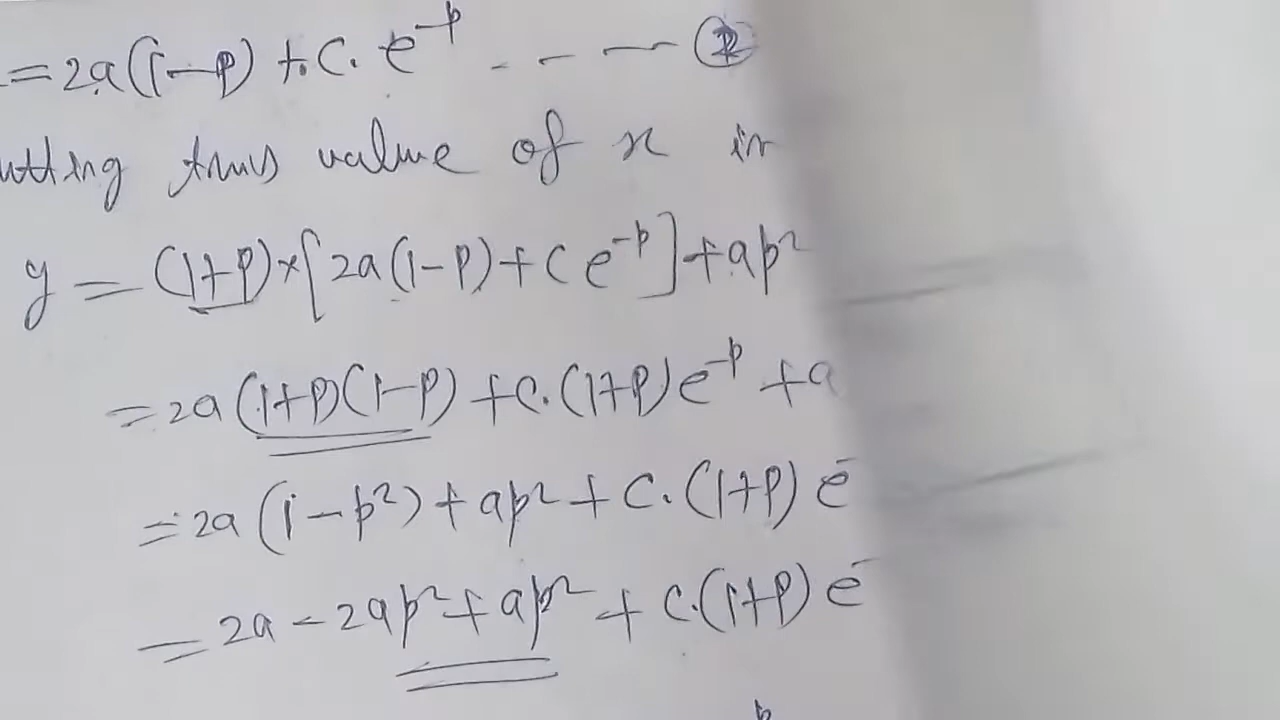 = 2a(1-p) + c. e^{-p} - - — ②
utting thus value of x in
y = (1+p)×[2a(1-p)+c e^{-p}]+ap²
= 2a(1+p)(1-p) + c.(1+p)e^{-p} + a
= 2a(1-p²) + ap² + c.(1+p) e^{-}
= 2a - 2ap² + ap² + c.(1+p) e^{-}
p